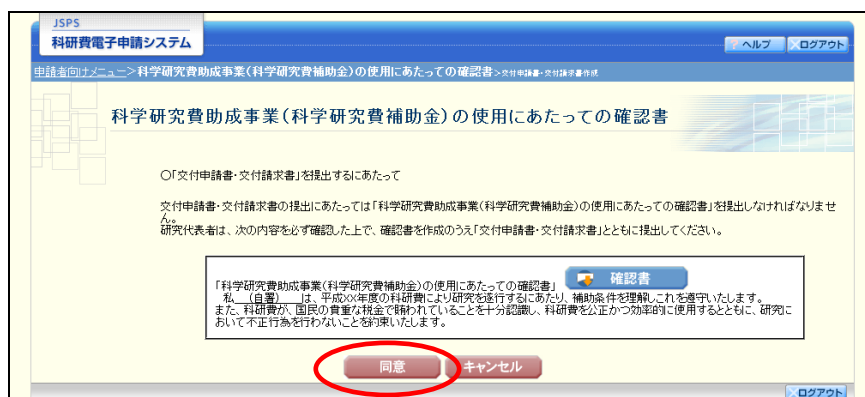 JSPS
科研費電子申請システム
？ヘルプ ×ログアウト
申請者向けメニュー＞科学研究費助成事業(科学研究費補助金)の使用にあたっての確認書＞交付申請書・交付請求書作成
科学研究費助成事業(科学研究費補助金)の使用にあたっての確認書
○「交付申請書・交付請求書」を提出するにあたって
交付申請書・交付請求書の提出にあたっては「科学研究費助成事業(科学研究費補助金)の使用にあたっての確認書」を提出しなければなりませ
ん。
研究代表者は、次の内容を必ず確認した上で、確認書を作成のうえ「交付申請書・交付請求書」とともに提出してください。
「科学研究費助成事業(科学研究費補助金)の使用にあたっての確認書」 確認書
私 (自署) は、平成××年度の科研費により研究を遂行するにあたり、補助条件を理解しこれを遵守いたします。
また、科研費が、国民の貴重な税金で賄われていることを十分認識し、科研費を公正かつ効率的に使用するとともに、研究に
おいて不正行為を行わないことを約束いたします。
同意 キャンセル
×ログアウト